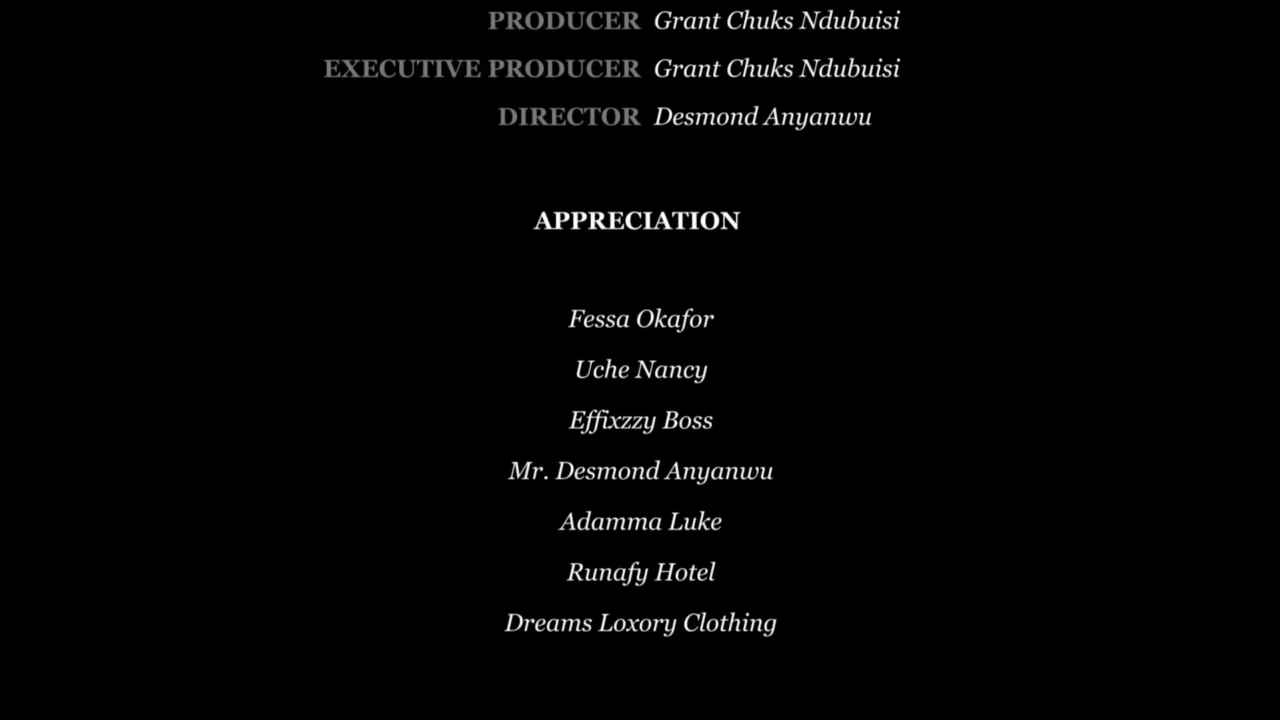 PRODUCER Grant Chuks Ndubuisi
EXECUTIVE PRODUCER Grant Chuks Ndubuisi
DIRECTOR Desmond Anyanwu
APPRECIATION
Fessa Okafor
Uche Nancy
Effixzzy Boss
Mr. Desmond Anyanwu
Adamma Luke
Runafy Hotel
Dreams Loxory Clothing